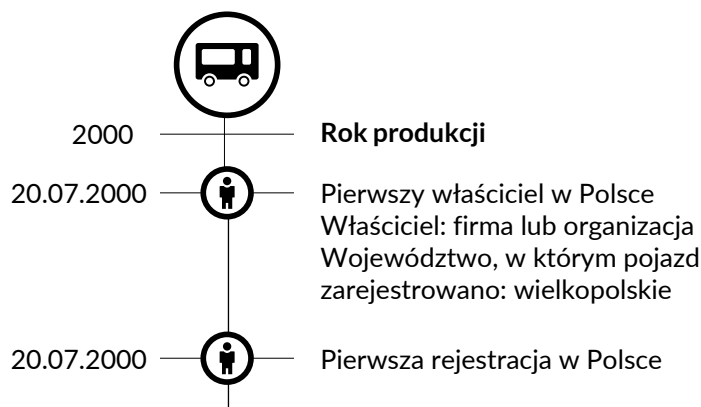 2000 Rok produkcji
20.07.2000 Pierwszy właściciel w Polsce
Właściciel: firma lub organizacja
Województwo, w którym pojazd
zarejestrowano: wielkopolskie
20.07.2000 Pierwsza rejestracja w Polsce